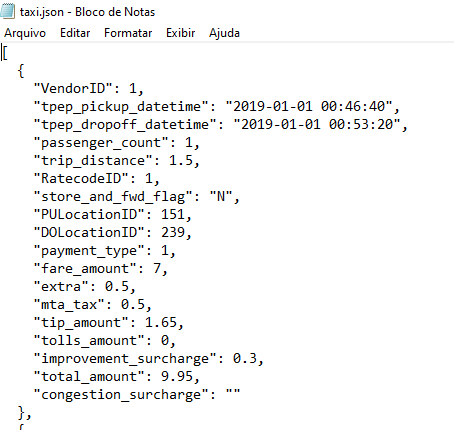 taxi.json - Bloco de Notas
Arquivo Editar Formatar Exibir Ajuda
[
{
"VendorID": 1,
"tpep_pickup_datetime": "2019-01-01 00:46:40",
"tpep_dropoff_datetime": "2019-01-01 00:53:20",
"passenger_count": 1,
"trip_distance": 1.5,
"RatecodeID": 1,
"store_and_fwd_flag": "N",
"PULocationID": 151,
"DOLocationID": 239,
"payment_type": 1,
"fare_amount": 7,
"extra": 0.5,
"mta_tax": 0.5,
"tip_amount": 1.65,
"tolls_amount": 0,
"improvement_surcharge": 0.3,
"total_amount": 9.95,
"congestion_surcharge": ""
},
{